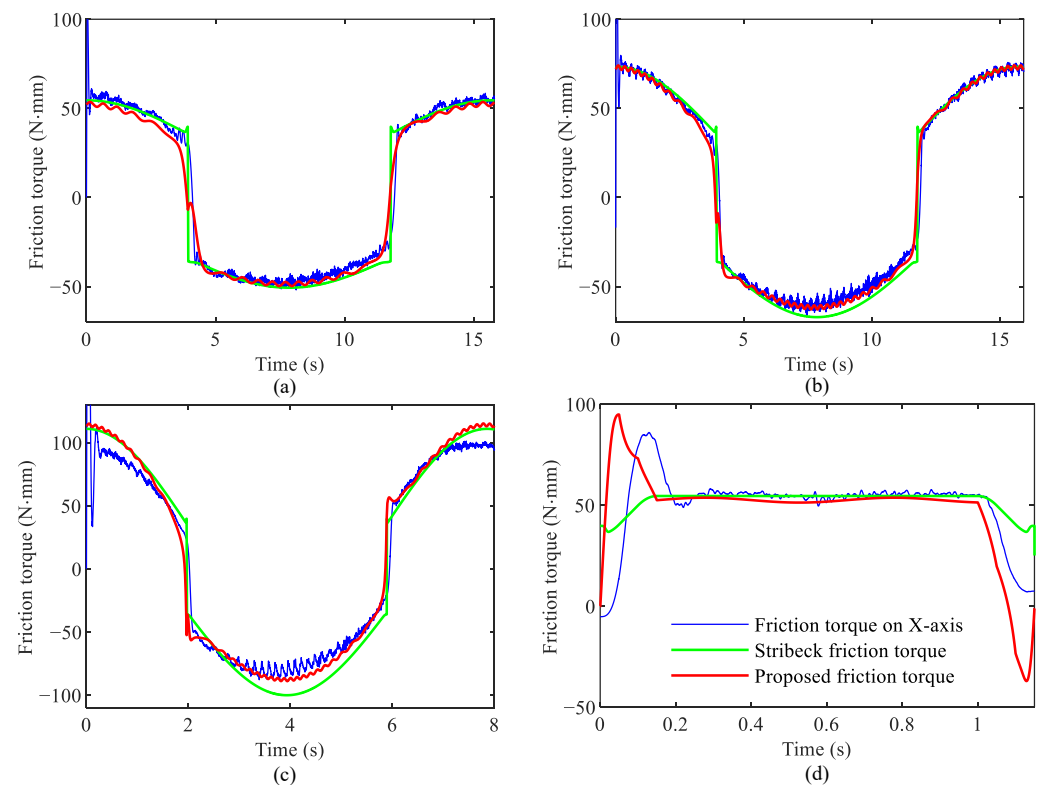 100
50
0
−50
Friction torque (N·mm)
0
5
10
15
Time (s)
(a)
100
50
0
−50
Friction torque (N·mm)
0
5
10
15
Time (s)
(b)
100
50
0
−50
−100
Friction torque (N·mm)
0
2
4
6
8
Time (s)
(c)
100
50
0
−50
Friction torque (N·mm)
Friction torque on X-axis
Stribeck friction torque
Proposed friction torque
0
0.2
0.4
0.6
0.8
1
Time (s)
(d)